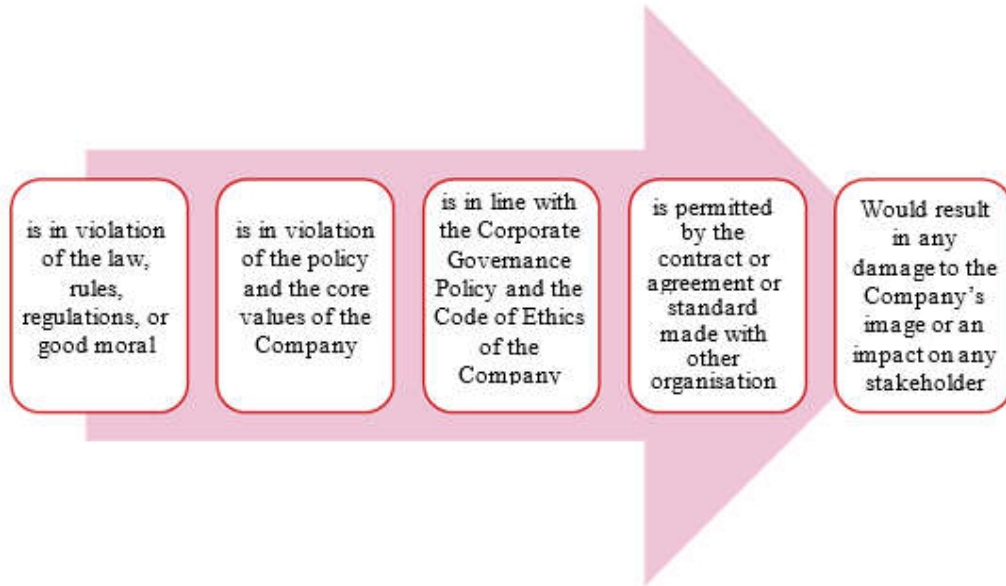 is in violation
of the law,
rules,
regulations, or
good moral
is in violation
of the policy
and the core
values of the
Company
is in line with
the Corporate
Governance
Policy and the
Code of Ethics
of the
Company
is permitted
by the
contract or
agreement or
standard
made with
other
organisation
Would result
in any
damage to the
Company’s
image or an
impact on any
stakeholder